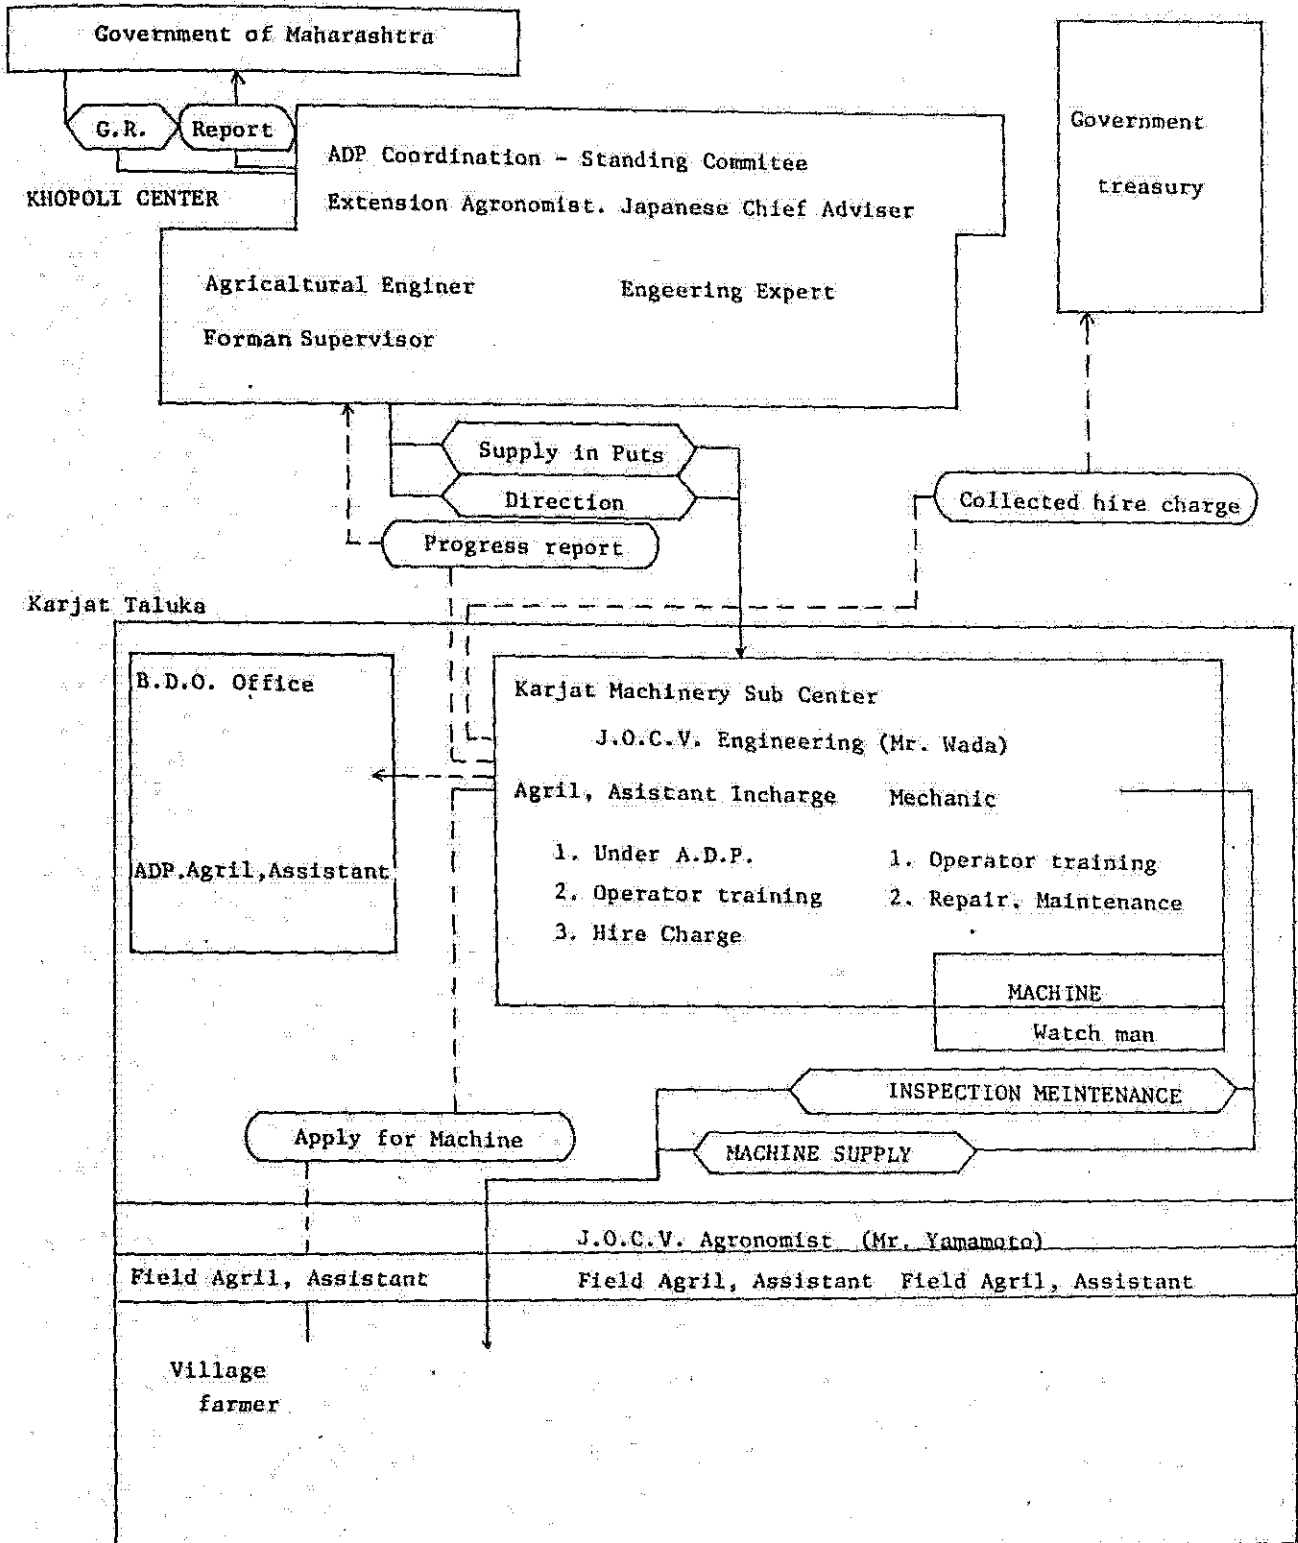 Government of Maharashtra
Government
treasury
G.R.
Report
KHOPOLI CENTER
ADP Coordination - Standing Commitee
Extension Agronomist. Japanese Chief Adviser
Agricaltural Enginer
Engeering Expert
Forman Supervisor
Supply in Puts
Direction
Progress report
Collected hire charge
Karjat Taluka
B.D.O. Office
ADP.Agril,Assistant
Karjat Machinery Sub Center
J.O.C.V. Engineering (Mr. Wada)
Agril, Asistant Incharge
1. Under A.D.P.
2. Operator training
3. Hire Charge
Mechanic
1. Operator training
2. Repair. Maintenance
MACHINE
Watch man
INSPECTION MEINTENANCE
MACHINE SUPPLY
Apply for Machine
J.O.C.V. Agronomist (Mr. Yamamoto)
Field Agril, Assistant
Field Agril, Assistant Field Agril, Assistant
Village
farmer